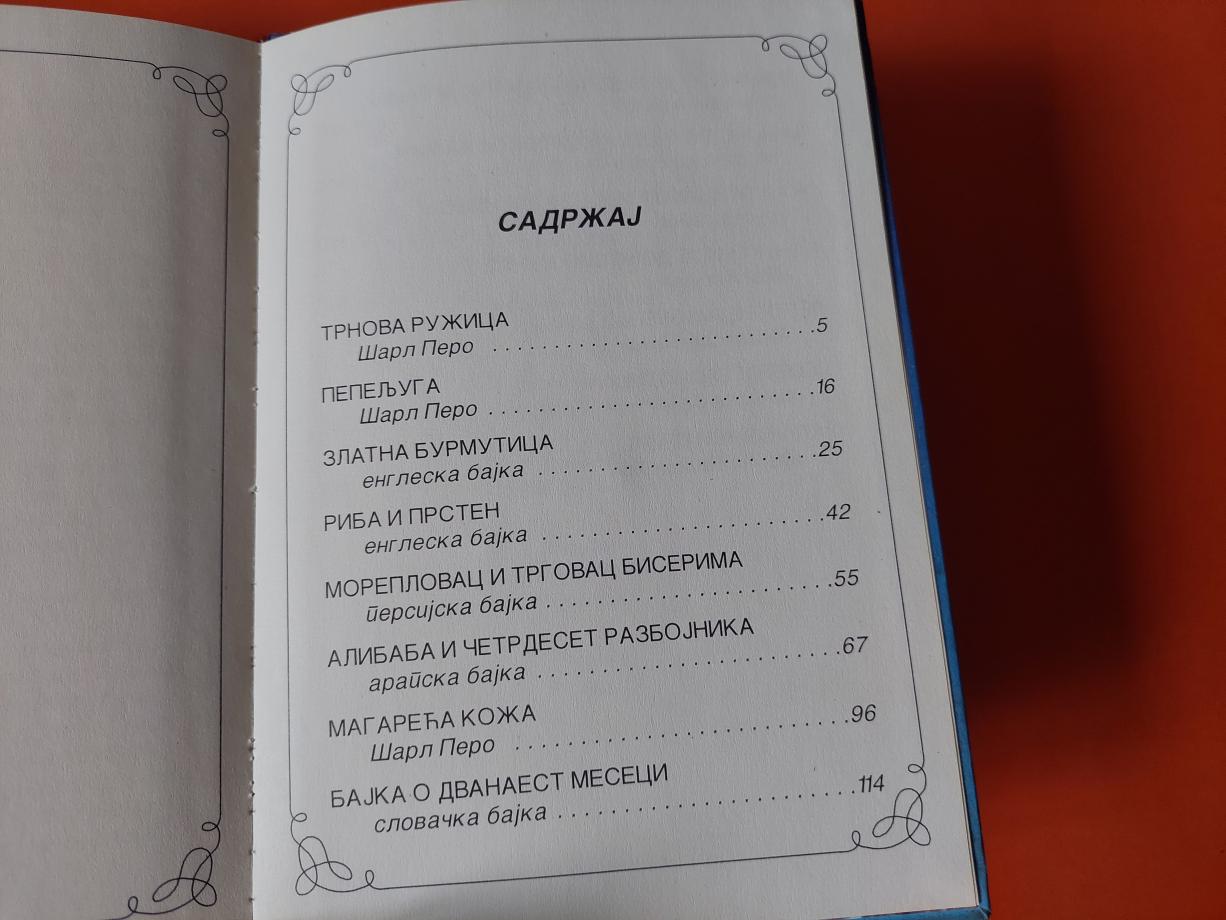 САДРЖАЈ
ТРНОВА РУЖИЦА
Шарл Перо ..........................5
ПЕПЕЉУГА
Шарл Перо ..........................16
ЗЛАТНА БУРМУТИЦА
енглеска бајка ......................25
РИБА И ПРСТЕН
енглеска бајка ......................42
МОРЕПЛОВАЦ И ТРГОВАЦ БИСЕРИМА
персијска бајка ......................55
АЛИБАБА И ЧЕТРДЕСЕТ РАЗБОЈНИКА
арапска бајка ........................67
МАГАРЕЋА КОЖА
Шарл Перо ..........................96
БАЈКА О ДВАНАЕСТ МЕСЕЦИ
словачка бајка ......................114